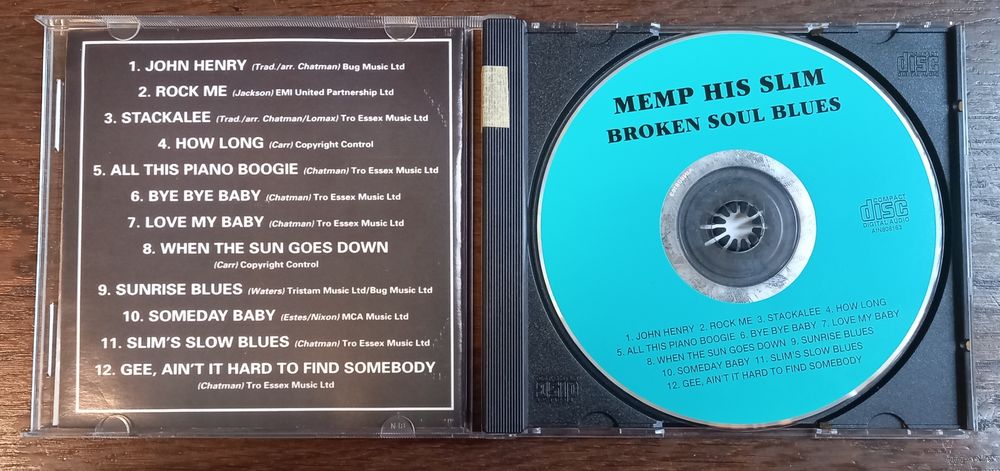 1. JOHN HENRY (Trad./arr. Chatman) Bug Music Ltd
2. ROCK ME (Jackson) EMI United Partnership Ltd
3. STACKALEE (Trad./arr. Chatman/Lomax) Tro Essex Music Ltd
4. HOW LONG (Carr) Copyright Control
5. ALL THIS PIANO BOOGIE (Chatman) Tro Essex Music Ltd
6. BYE BYE BABY (Chatman) Tro Essex Music Ltd
7. LOVE MY BABY (Chatman) Tro Essex Music Ltd
8. WHEN THE SUN GOES DOWN
(Carr) Copyright Control
9. SUNRISE BLUES (Waters) Tristam Music Ltd/Bug Music Ltd
10. SOMEDAY BABY (Estes/Nixon) MCA Music Ltd
11. SLIM'S SLOW BLUES (Chatman) Tro Essex Music Ltd
12. GEE, AIN'T IT HARD TO FIND SOMEBODY
(Chatman) Tro Essex Music Ltd
MEMP HIS SLIM
BROKEN SOUL BLUES
COMPACT
disc
DIGITAL AUDIO
AIN808163
1. JOHN HENRY 2. ROCK ME 3. STACKALEE 4. HOW LONG
5. ALL THIS PIANO BOOGIE 6. BYE BYE BABY 7. LOVE MY BABY
8. WHEN THE SUN GOES DOWN 9. SUNRISE BLUES
10. SOMEDAY BABY 11. SLIM'S SLOW BLUES
12. GEE, AIN'T IT HARD TO FIND SOMEBODY
COMPACT
disc